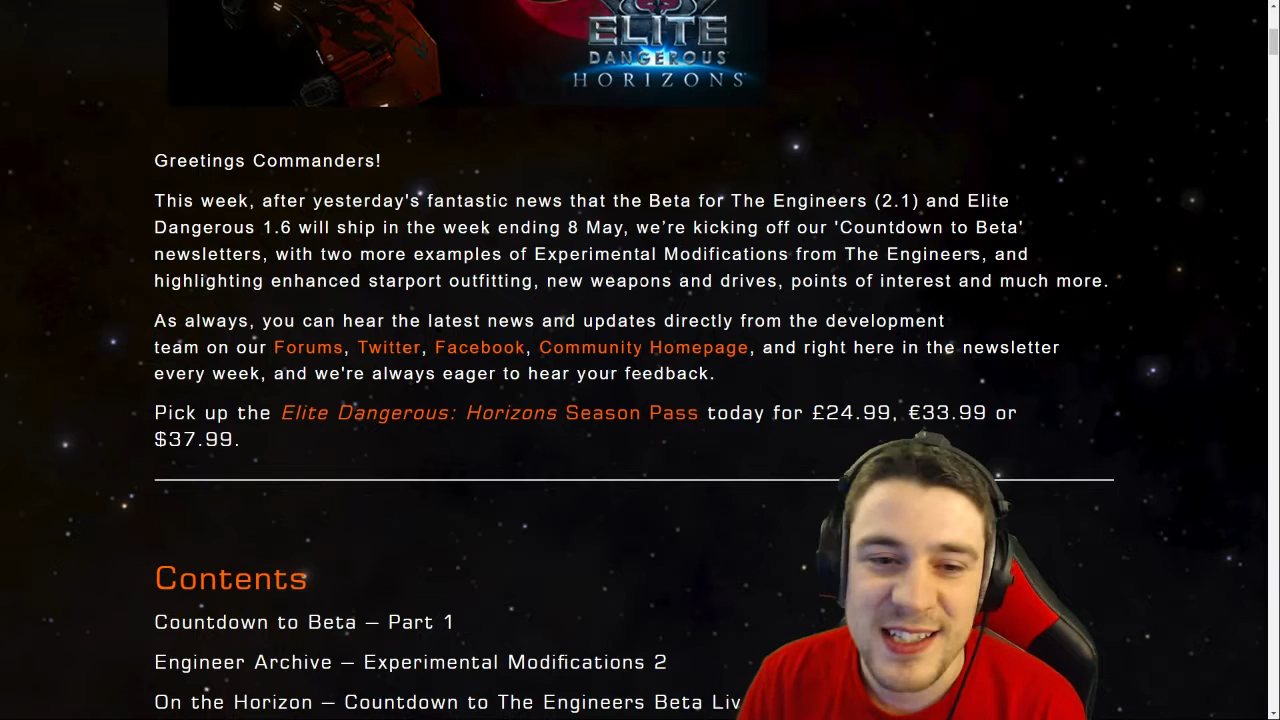 ELITE
DANGEROUS
HORIZONS
Greetings Commanders!
This week, after yesterday's fantastic news that the Beta for The Engineers (2.1) and Elite
Dangerous 1.6 will ship in the week ending 8 May, we're kicking off our 'Countdown to Beta'
newsletters, with two more examples of Experimental Modifications from The Engineers, and
highlighting enhanced starport outfitting, new weapons and drives, points of interest and much more.
As always, you can hear the latest news and updates directly from the development
team on our Forums, Twitter, Facebook, Community Homepage, and right here in the newsletter
every week, and we're always eager to hear your feedback.
Pick up the Elite Dangerous: Horizons Season Pass today for £24.99, €33.99 or
$37.99.
Contents
Countdown to Beta – Part 1
Engineer Archive – Experimental Modifications 2
On the Horizon – Countdown to The Engineers Beta Liv